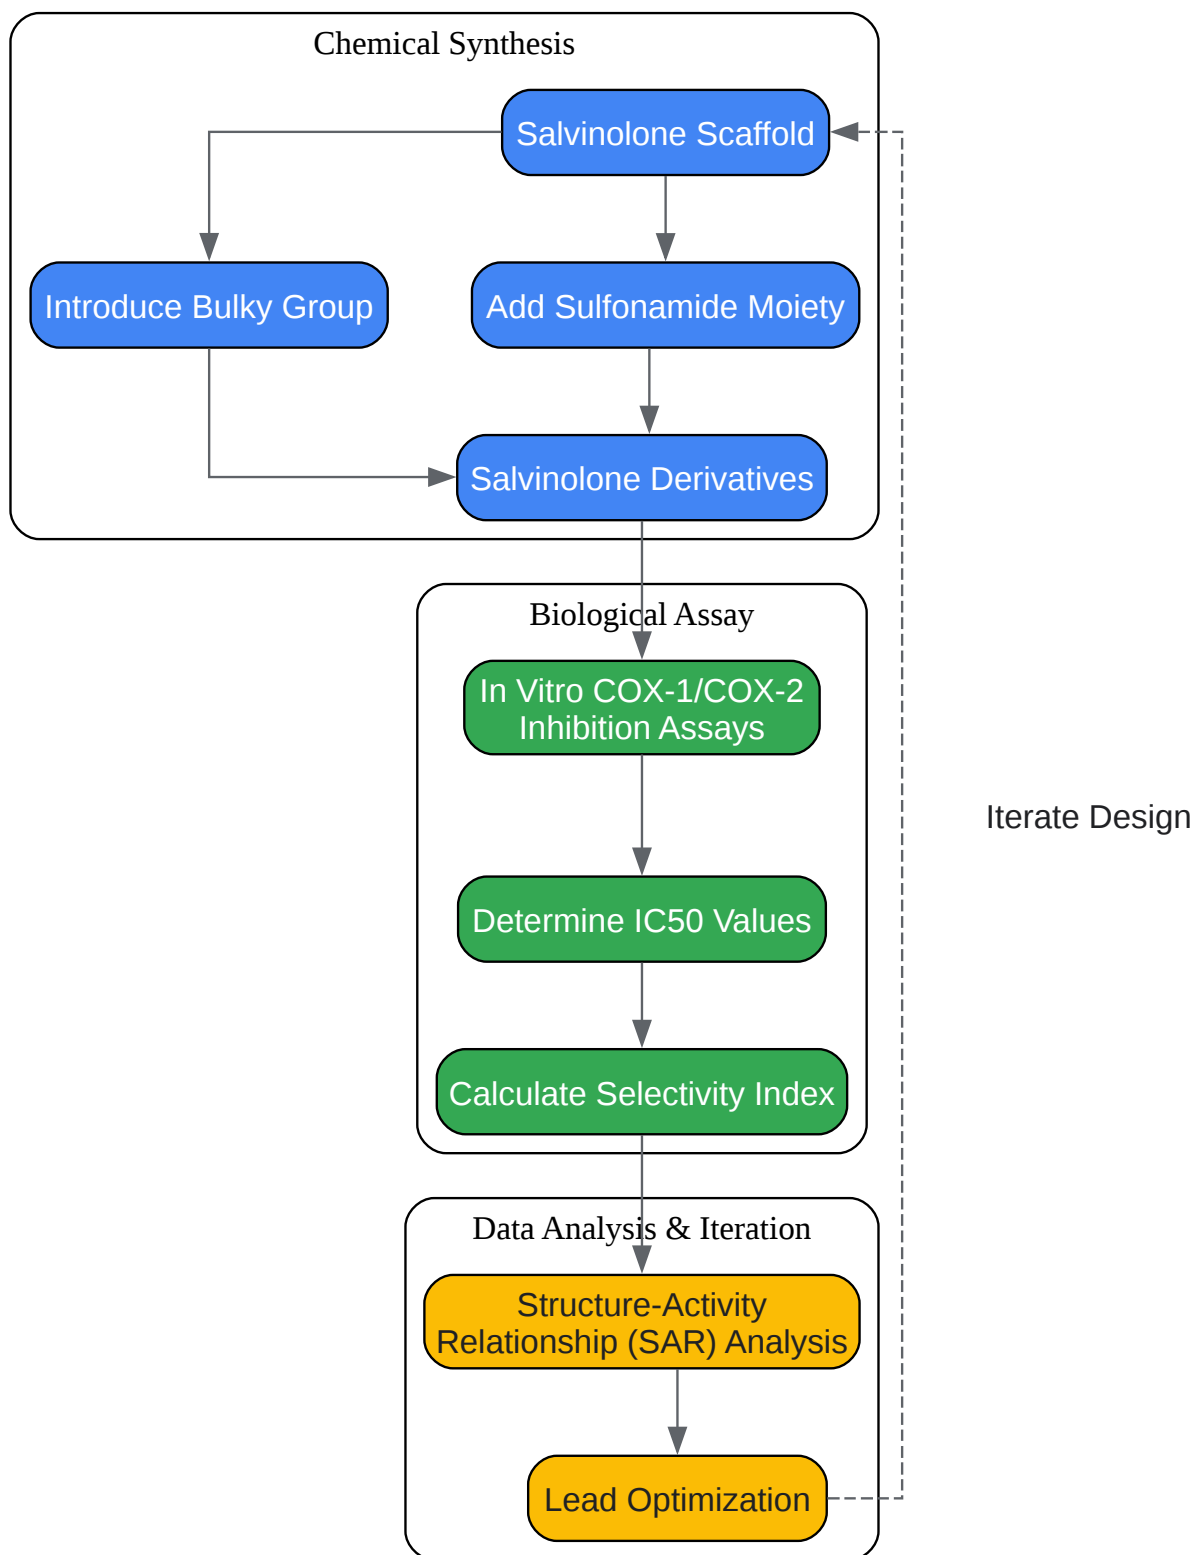 Chemical Synthesis
Salvinolone Scaffold
Introduce Bulky Group
Add Sulfonamide Moiety
Salvinolone Derivatives
Biological Assay
In Vitro COX-1/COX-2
Inhibition Assays
Iterate Design
Determine IC50 Values
Calculate Selectivity Index
Data Analysis & Iteration
Structure-Activity
Relationship (SAR) Analysis
Lead Optimization